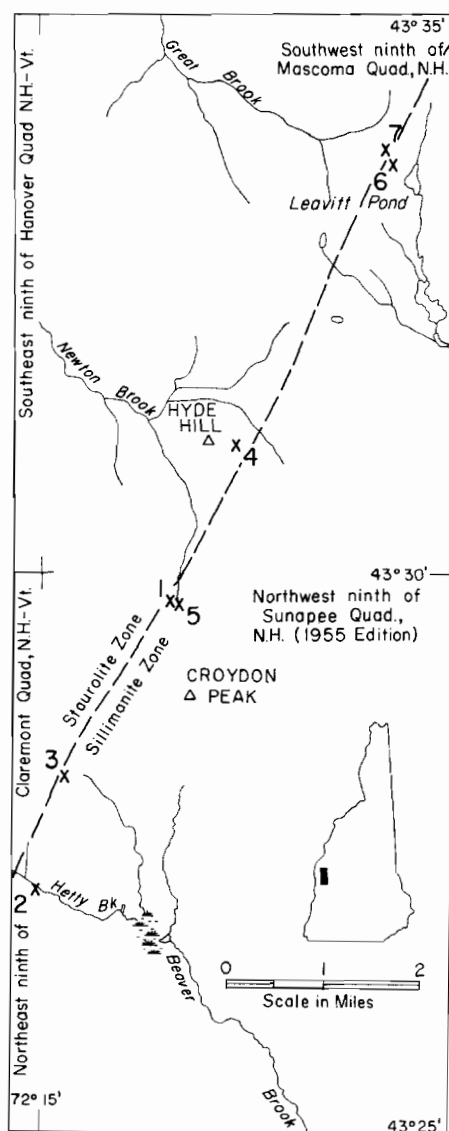 43° 35'
Southwest ninth of
Mascoma Quad, N.H.
Great
Brook
7
6
Leavitt Pond
Southeast ninth of Hanover Quad N.H.-Vt.
Newton
Brook
HYDE
HILL
4
43° 30
1
5
Northwest ninth of
Sunapee Quad.,
N.H. (1955 Edition)
Staurolite Zone
Sillimanite Zone
CROYDON
PEAK
Northeast ninth of Claremont Quad, N.H.-Vt.
3
2
Hetty Bk
Beaver
Brook
0 1 2
Scale in Miles
72° 15'
43° 25'